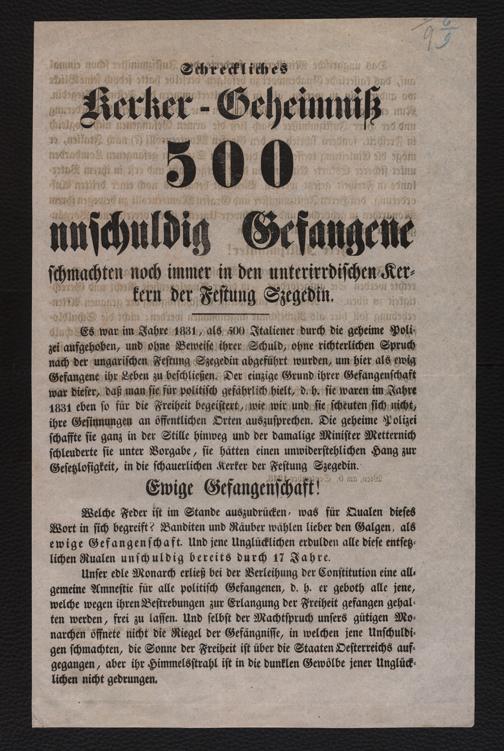 Schreckliches
Kerker-Geheimniß
500
unschuldig Gefangene
schmachten noch immer in den unterirrdischen Ker-
kern der Festung Szegedin.
Es war im Jahre 1831, als 500 Italiener durch die geheime Poli-
zei aufgehoben, und ohne Beweise ihrer Schuld, ohne richterlichen Spruch
nach der ungarischen Festung Szegedin abgeführt wurden, um hier als ewig
Gefangene ihr Leben zu beschließen. Der einzige Grund ihrer Gefangenschaft
war dieser, daß man sie für politisch gefährlich hielt, d. h. sie waren im Jahre
1831 eben so für die Freiheit begeistert, wie wir und sie scheuten sich nicht,
ihre Gesinnungen an öffentlichen Orten auszusprechen. Die geheime Polizei
schaffte sie ganz in der Stille hinweg und der damalige Minister Metternich
schleuderte sie unter Vorgabe, sie hätten einen unwiderstehlichen Hang zur
Gesetzlosigkeit, in die schauerlichen Kerker der Festung Szegedin.
Ewige Gefangenschaft!
Welche Feder ist im Stande auszudrücken, was für Qualen dieses
Wort in sich begreift? Banditen und Räuber wählen lieber den Galgen, als
ewige Gefangenschaft. Und jene Unglücklichen erdulden alle diese entsetz-
lichen Rualen unschuldig bereits durch 17 Jahre.
Unser edle Monarch erließ bei der Verleihung der Constitution eine all-
gemeine Amnestie für alle politisch Gefangenen, d. h. er geboth alle jene,
welche wegen ihren Bestrebungen zur Erlangung der Freiheit gefangen gehal-
ten werden, frei zu lassen. Und selbst der Machtspruch unsers gütigen Mo-
narchen öffnete nicht die Riegel der Gefängnisse, in welchen jene Unschuldi-
gen schmachten, die Sonne der Freiheit ist über die Staaten Oesterreichs auf-
gegangen, aber ihr Himmelsstrahl ist in die dunklen Gewölbe jener Unglück-
lichen nicht gedrungen.